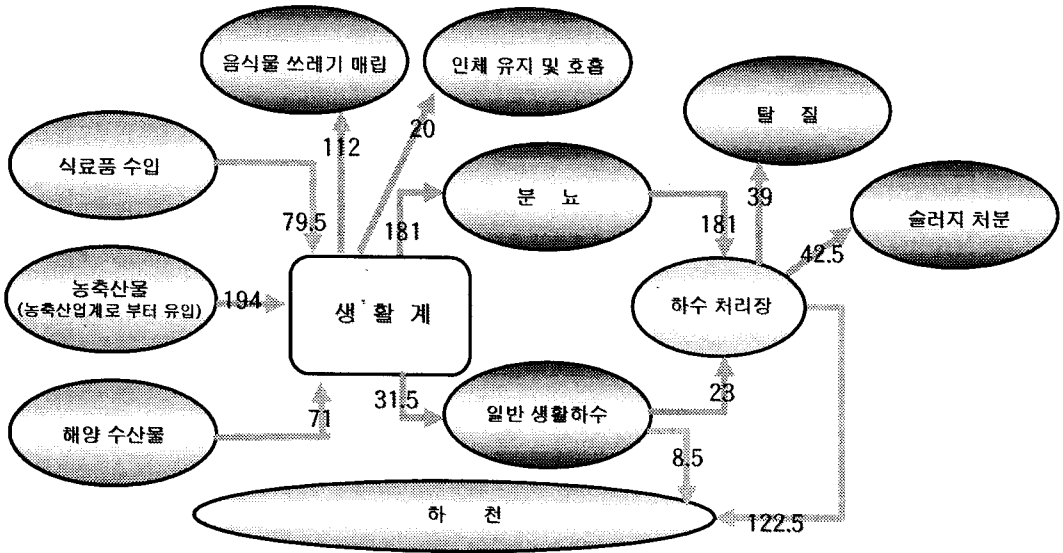 음식물 쓰레기 매립
인체 유지 및 호흡
탈 질
식료품 수입
112
20
분 뇨
39
슬러지 처분
79.5
181
181
42.5
농축산물
(농축산업계로 부터 유입)
194
생 활 계
하수 처리장
31.5
23
해양 수산물
71
일반 생활하수
8.5
하 천
122.5